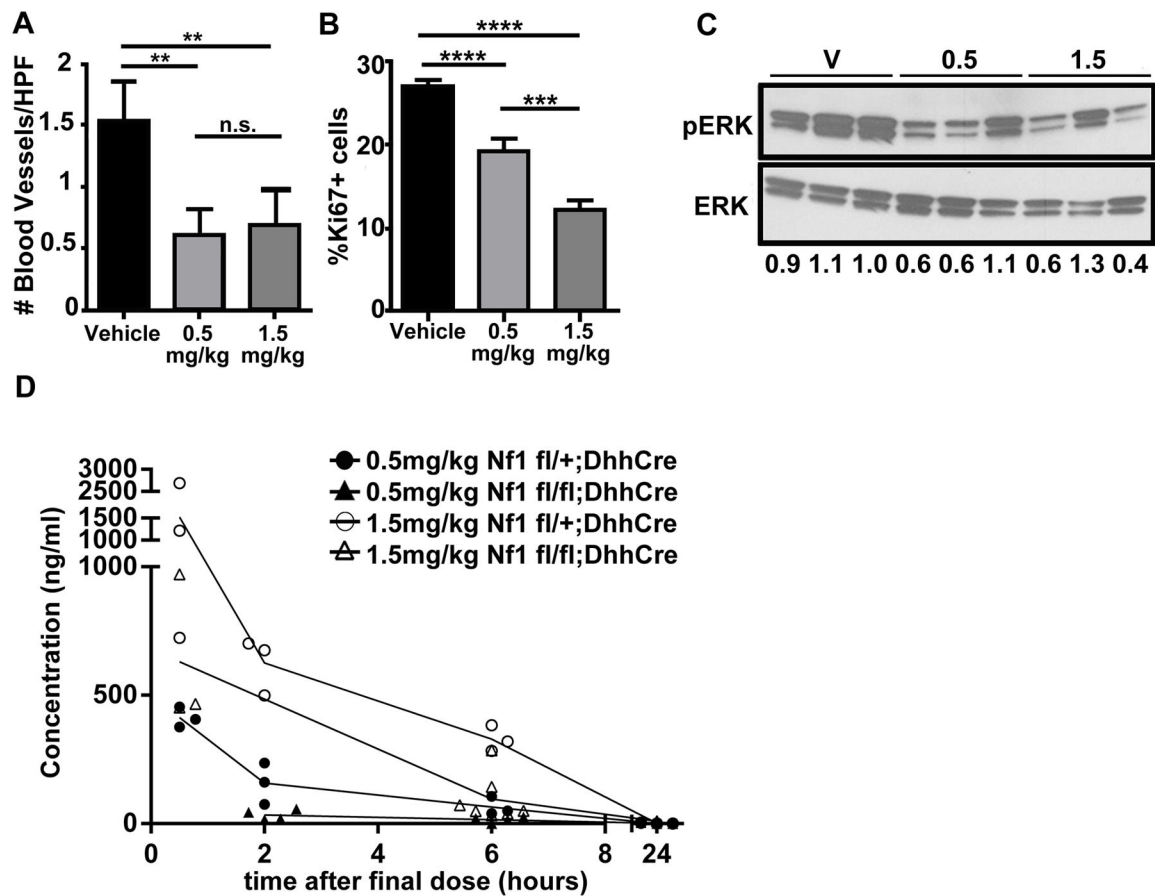 A
**
**
n.s.
# Blood Vessels/HPF
2
1.5
1
0.5
0
Vehicle
0.5 mg/kg
1.5 mg/kg
B
****
****
***
%Ki67+ cells
30
20
10
0
Vehicle
0.5 mg/kg
1.5 mg/kg
C
V 0.5 1.5
pERK
ERK
0.9 1.1 1.0 0.6 0.6 1.1 0.6 1.3 0.4
D
0.5mg/kg Nf1 fl/+;DhhCre
0.5mg/kg Nf1 fl/fl;DhhCre
1.5mg/kg Nf1 fl/+;DhhCre
1.5mg/kg Nf1 fl/fl;DhhCre
Concentration (ng/ml)
3000
2500
1500
1000
1000
500
0
0 2 4 6 8 24
time after final dose (hours)